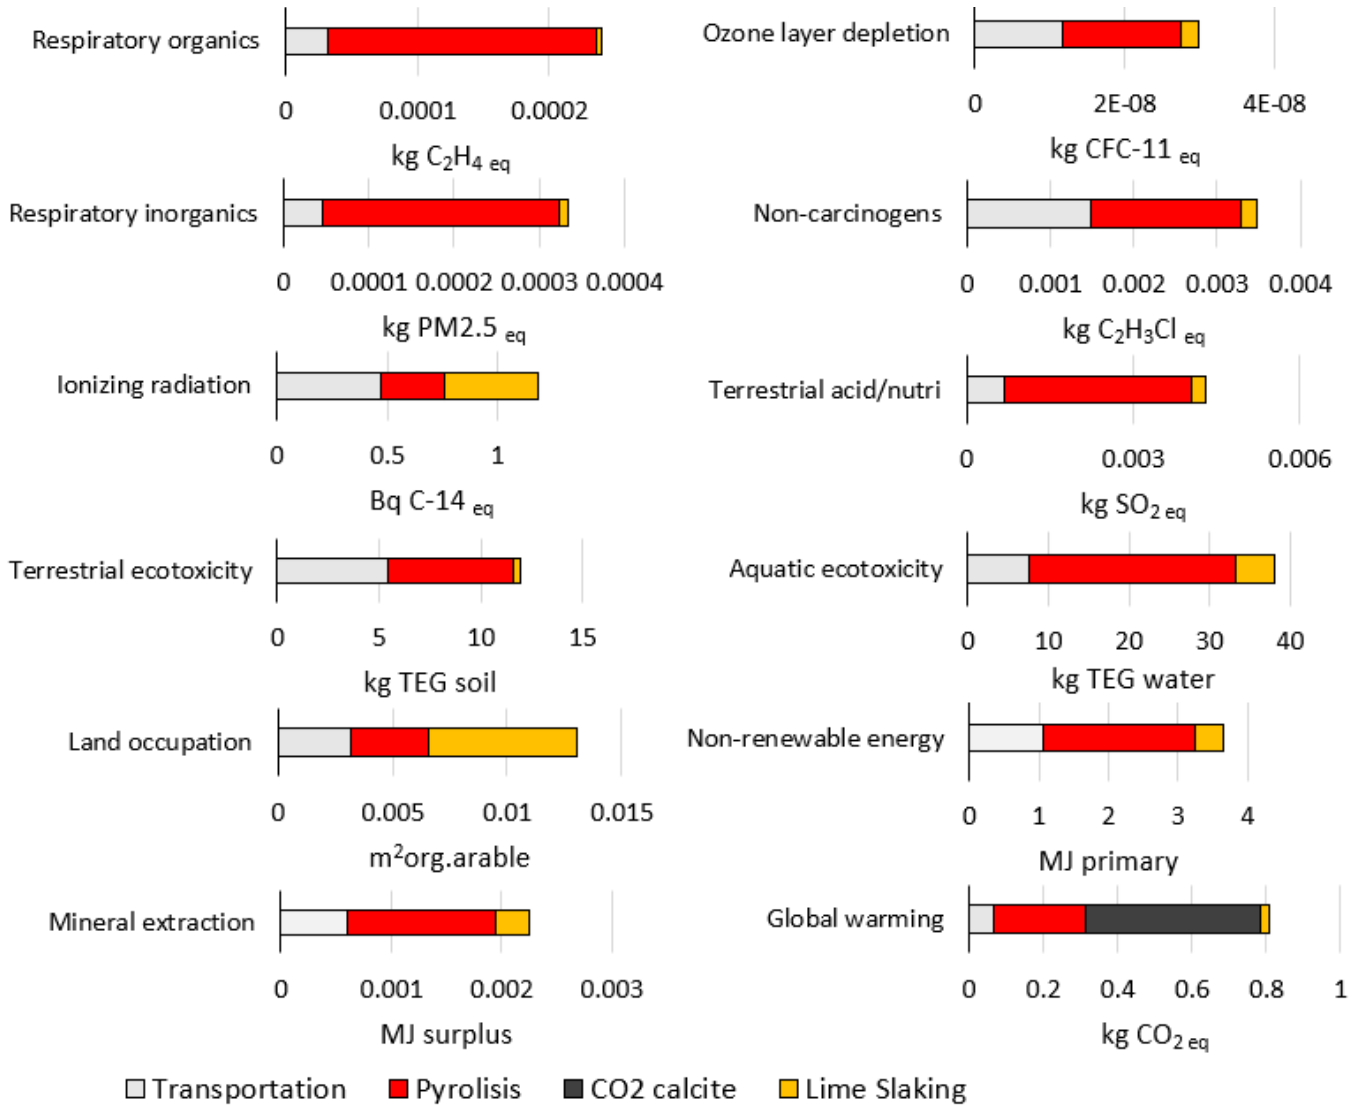 Respiratory organics
0 0.0001 0.0002
kg C₂H₄ eq
Ozone layer depletion
0 2E-08 4E-08
kg CFC-11 eq
Respiratory inorganics
0 0.0001 0.0002 0.0003 0.0004
kg PM2.5 eq
Non-carcinogens
0 0.001 0.002 0.003 0.004
kg C₂H₃Cl eq
Ionizing radiation
0 0.5 1
Bq C-14 eq
Terrestrial acid/nutri
0 0.003 0.006
kg SO₂ eq
Terrestrial ecotoxicity
0 5 10 15
kg TEG soil
Aquatic ecotoxicity
0 10 20 30 40
kg TEG water
Land occupation
0 0.005 0.01 0.015
m²org.arable
Non-renewable energy
0 1 2 3 4
MJ primary
Mineral extraction
0 0.001 0.002 0.003
MJ surplus
Global warming
0 0.2 0.4 0.6 0.8 1
kg CO₂ eq
Transportation Pyrolisis CO2 calcite Lime Slaking